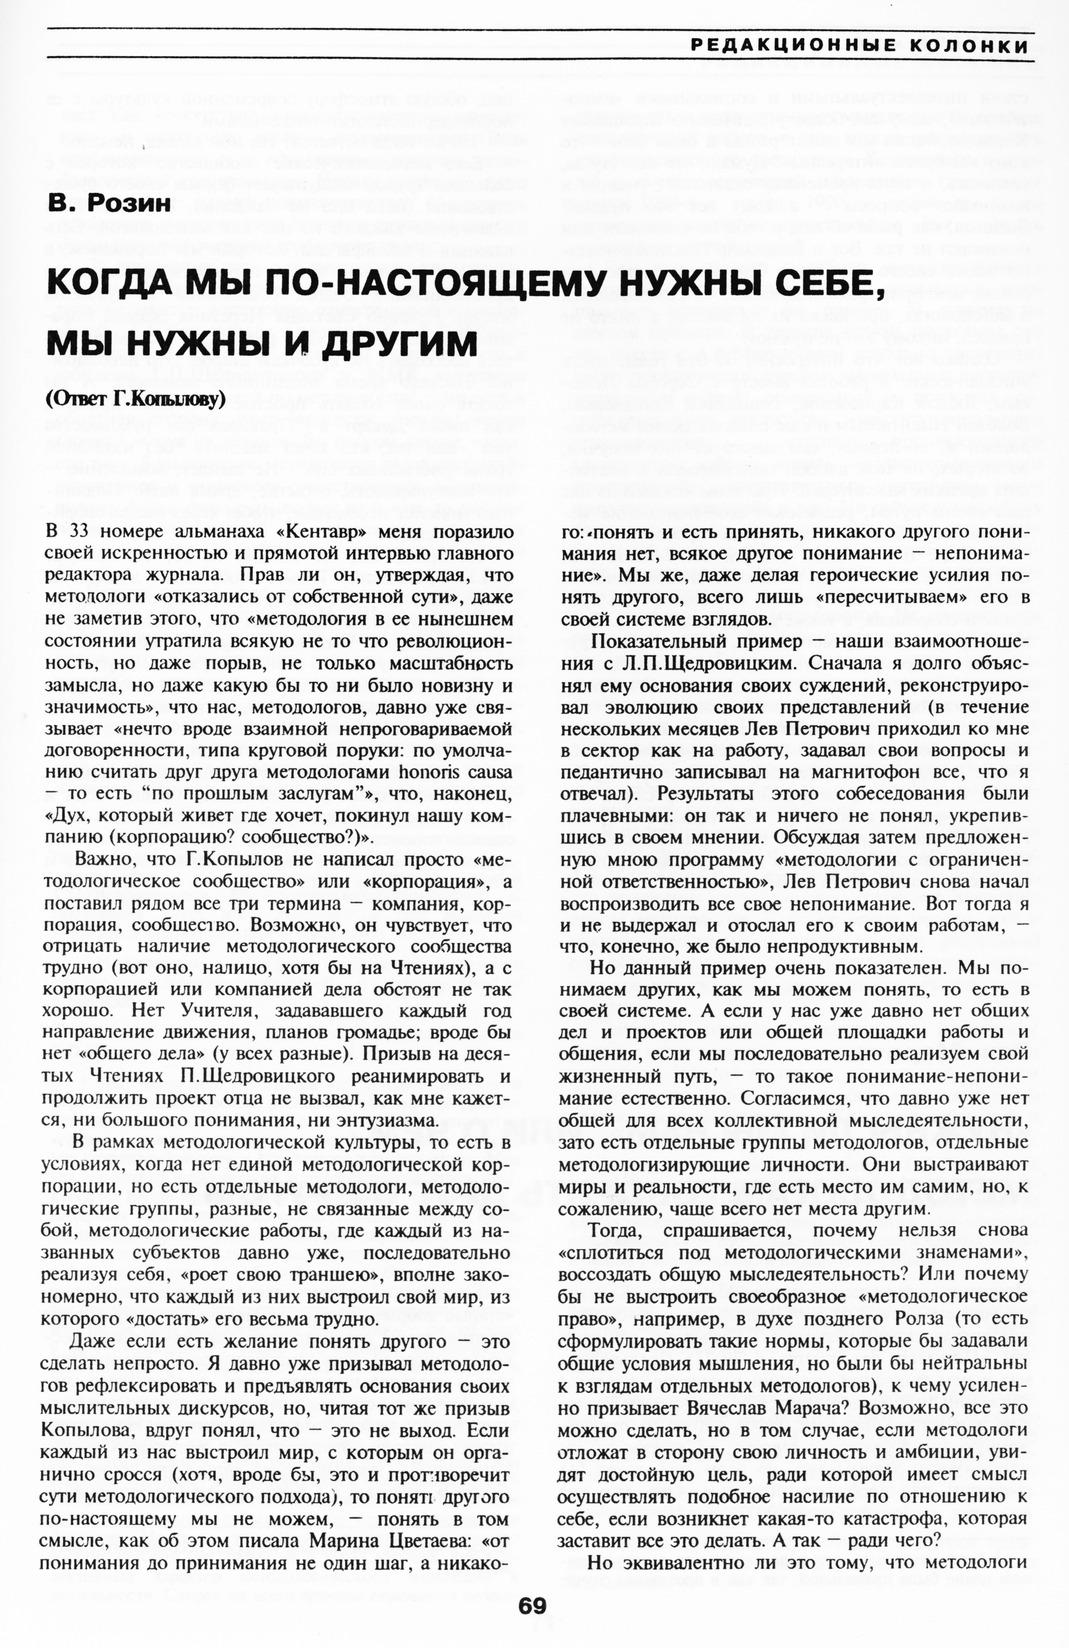 РЕДАКЦИОННЫЕ КОЛОНКИ
В. Розин
КОГДА МЫ ПО-НАСТОЯЩЕМУ НУЖНЫ СЕБЕ,
МЫ НУЖНЫ И ДРУГИМ
(Ответ Г.Копылову)
В 33 номере альманаха «Кентавр» меня поразило
своей искренностью и прямотой интервью главного
редактора журнала. Прав ли он, утверждая, что
методологи «отказались от собственной сути», даже
не заметив этого, что «методология в ее нынешнем
состоянии утратила всякую не то что революцион-
ность, но даже порыв, не только масштабность
замысла, но даже какую бы то ни было новизну и
значимость», что нас, методологов, давно уже свя-
зывает «нечто вроде взаимной непроговариваемой
договоренности, типа круговой поруки: по умолча-
нию считать друг друга методологами honoris causa
— то есть “по прошлым заслугам”», что, наконец,
«Дух, который живет где хочет, покинул нашу ком-
панию (корпорацию? сообщество?)».
Важно, что Г.Копылов не написал просто «ме-
тодологическое сообщество» или «корпорация», а
поставил рядом все три термина — компания, кор-
порация, сообщество. Возможно, он чувствует, что
отрицать наличие методологического сообщества
трудно (вот оно, налицо, хотя бы на Чтениях), а с
корпорацией или компанией дела обстоят не так
хорошо. Нет Учителя, задававшего каждый год
направление движения, планов громадье; вроде бы
нет «общего дела» (у всех разные). Призыв на деся-
тых Чтениях П.Щедровицкого реанимировать и
продолжить проект отца не вызвал, как мне кажет-
ся, ни большого понимания, ни энтузиазма.
В рамках методологической культуры, то есть в
условиях, когда нет единой методологической кор-
порации, но есть отдельные методологи, методоло-
гические группы, разные, не связанные между со-
бой, методологические работы, где каждый из на-
званных субъектов давно уже, последовательно
реализуя себя, «роет свою траншею», вполне зако-
номерно, что каждый из них выстроил свой мир, из
которого «достать» его весьма трудно.
Даже если есть желание понять другого — это
сделать непросто. Я давно уже призывал методоло-
гов рефлексировать и предъявлять основания своих
мыслительных дискурсов, но, читая тот же призыв
Копылова, вдруг понял, что — это не выход. Если
каждый из нас выстроил мир, с которым он орга-
нично сросся (хотя, вроде бы, это и противоречит
сути методологического подхода), то понять другого
по-настоящему мы не можем, — понять в том
смысле, как об этом писала Марина Цветаева: «от
понимания до принимания не один шаг, а никако-
го: «понять и есть принять, никакого другого пони-
мания нет, всякое другое понимание — непонима-
ние». Мы же, даже делая героические усилия по-
нять другого, всего лишь «пересчитываем» его в
своей системе взглядов.
Показательный пример — наши взаимоотноше-
ния с Л.П.Щедровицким. Сначала я долго объяс-
нял ему основания своих суждений, реконструиро-
вал эволюцию своих представлений (в течение
нескольких месяцев Лев Петрович приходил ко мне
в сектор как на работу, задавал свои вопросы и
педантично записывал на магнитофон все, что я
отвечал). Результаты этого собеседования были
плачевными: он так и ничего не понял, укрепив-
шись в своем мнении. Обсуждая затем предложен-
ную мною программу «методологии с ограничен-
ной ответственностью», Лев Петрович снова начал
воспроизводить все свое непонимание. Вот тогда я
и не выдержал и отослал его к своим работам, —
что, конечно, же было непродуктивным.
Но данный пример очень показателен. Мы по-
нимаем других, как мы можем понять, то есть в
своей системе. А если у нас уже давно нет общих
дел и проектов или общей площадки работы и
общения, если мы последовательно реализуем свой
жизненный путь, — то такое понимание-непони-
мание естественно. Согласимся, что давно уже нет
общей для всех коллективной мыследеятельности,
зато есть отдельные группы методологов, отдельные
методологизирующие личности. Они выстраивают
миры и реальности, где есть место им самим, но, к
сожалению, чаще всего нет места другим.
Тогда, спрашивается, почему нельзя снова
«сплотиться под методологическими знаменами»,
воссоздать общую мыследеятельность? Или почему
бы не выстроить своеобразное «методологическое
право», например, в духе позднего Ролза (то есть
сформулировать такие нормы, которые бы задавали
общие условия мышления, но были бы нейтральны
к взглядам отдельных методологов), к чему усилен-
но призывает Вячеслав Марача? Возможно, все это
можно сделать, но в том случае, если методологи
отложат в сторону свою личность и амбиции, уви-
дят достойную цель, ради которой имеет смысл
осуществлять подобное насилие по отношению к
себе, если возникнет какая-то катастрофа, которая
заставит все это делать. А так — ради чего?
Но эквивалентно ли это тому, что методологи
69